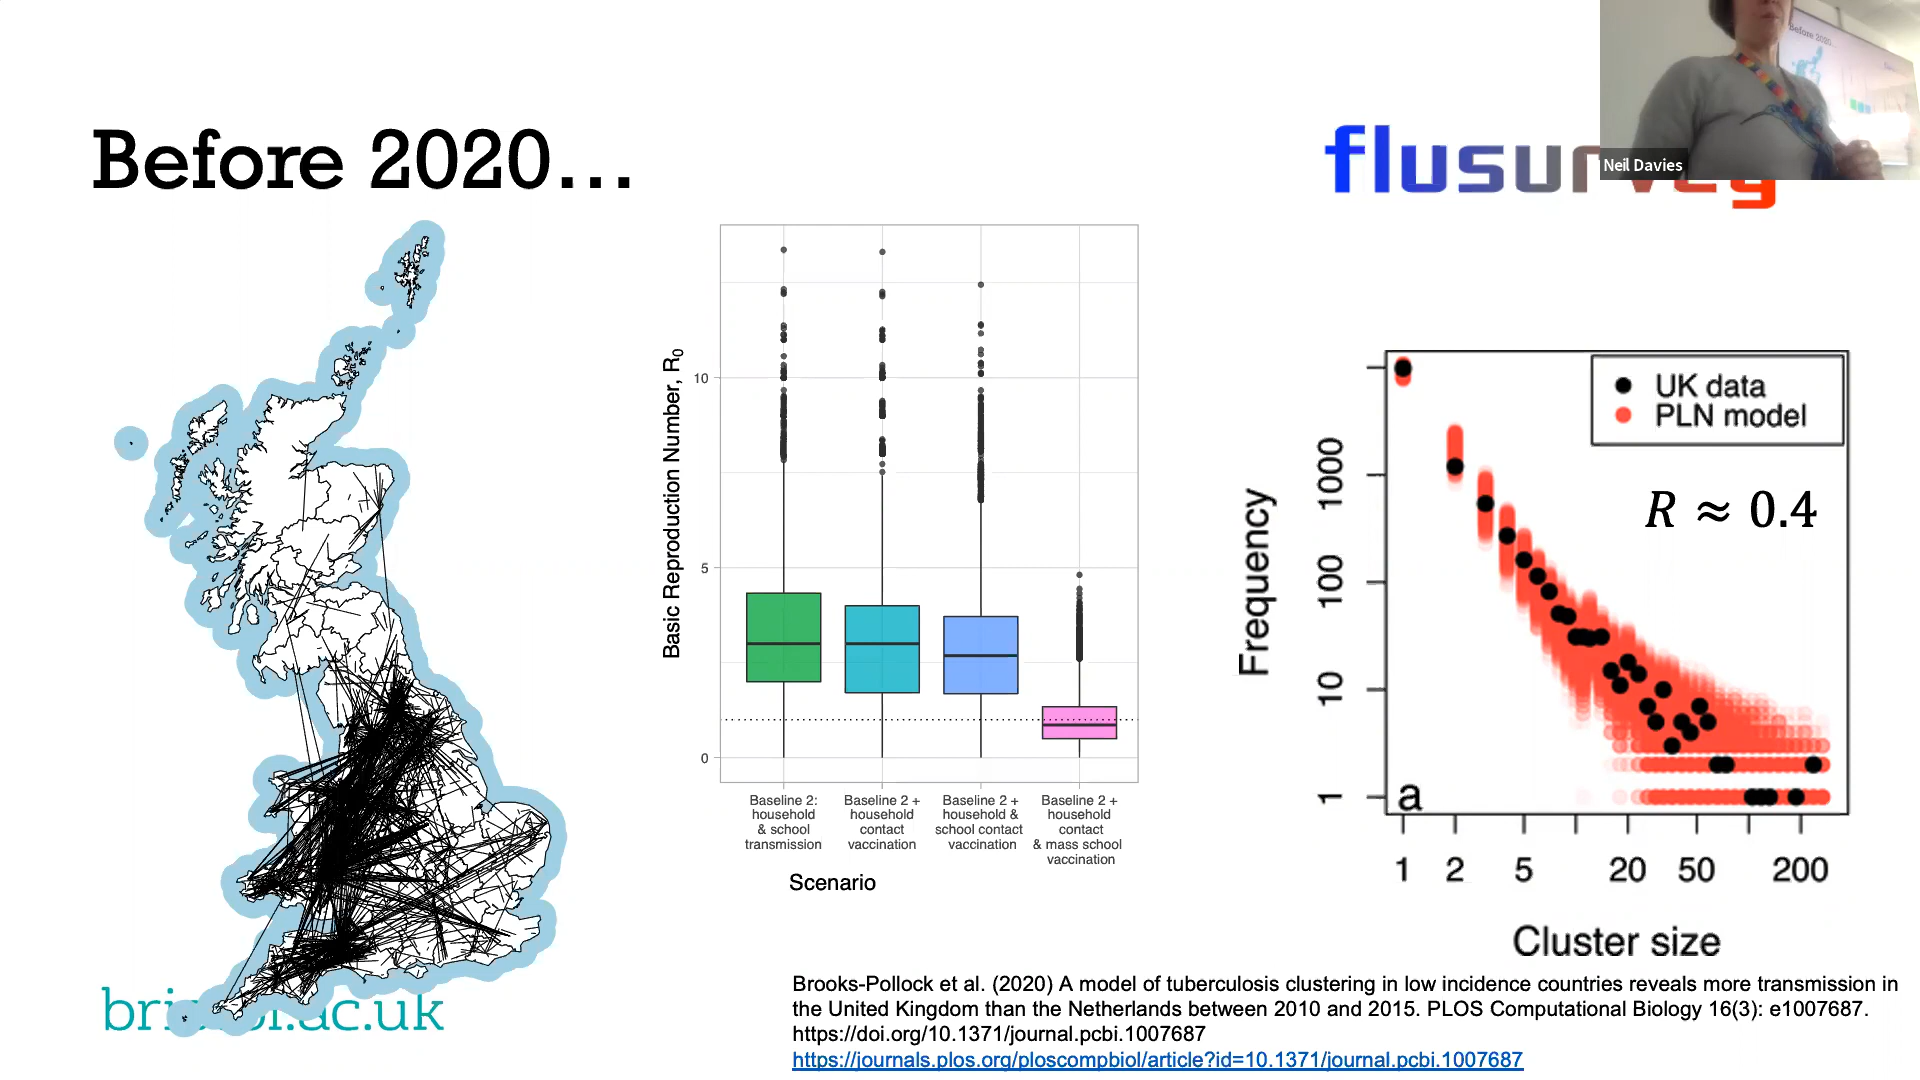 Before 2020...
flusurvey
Neil Davies
Before 2020...
Basic Reproduction Number, R0
10
5
0
Baseline 2:
household
& school
transmission
Baseline 2 +
household
contact
vaccination
Baseline 2 +
household &
school contact
vaccination
Baseline 2 +
household
contact
& mass school
vaccination
Scenario
UK data
PLN model
R ≈ 0.4
Frequency
1000
100
10
1
a
1 2 5 20 50 200
Cluster size
bristol.ac.uk
Brooks-Pollock et al. (2020) A model of tuberculosis clustering in low incidence countries reveals more transmission in
the United Kingdom than the Netherlands between 2010 and 2015. PLOS Computational Biology 16(3): e1007687.
https://doi.org/10.1371/journal.pcbi.1007687
https://journals.plos.org/ploscompbiol/article?id=10.1371/journal.pcbi.1007687